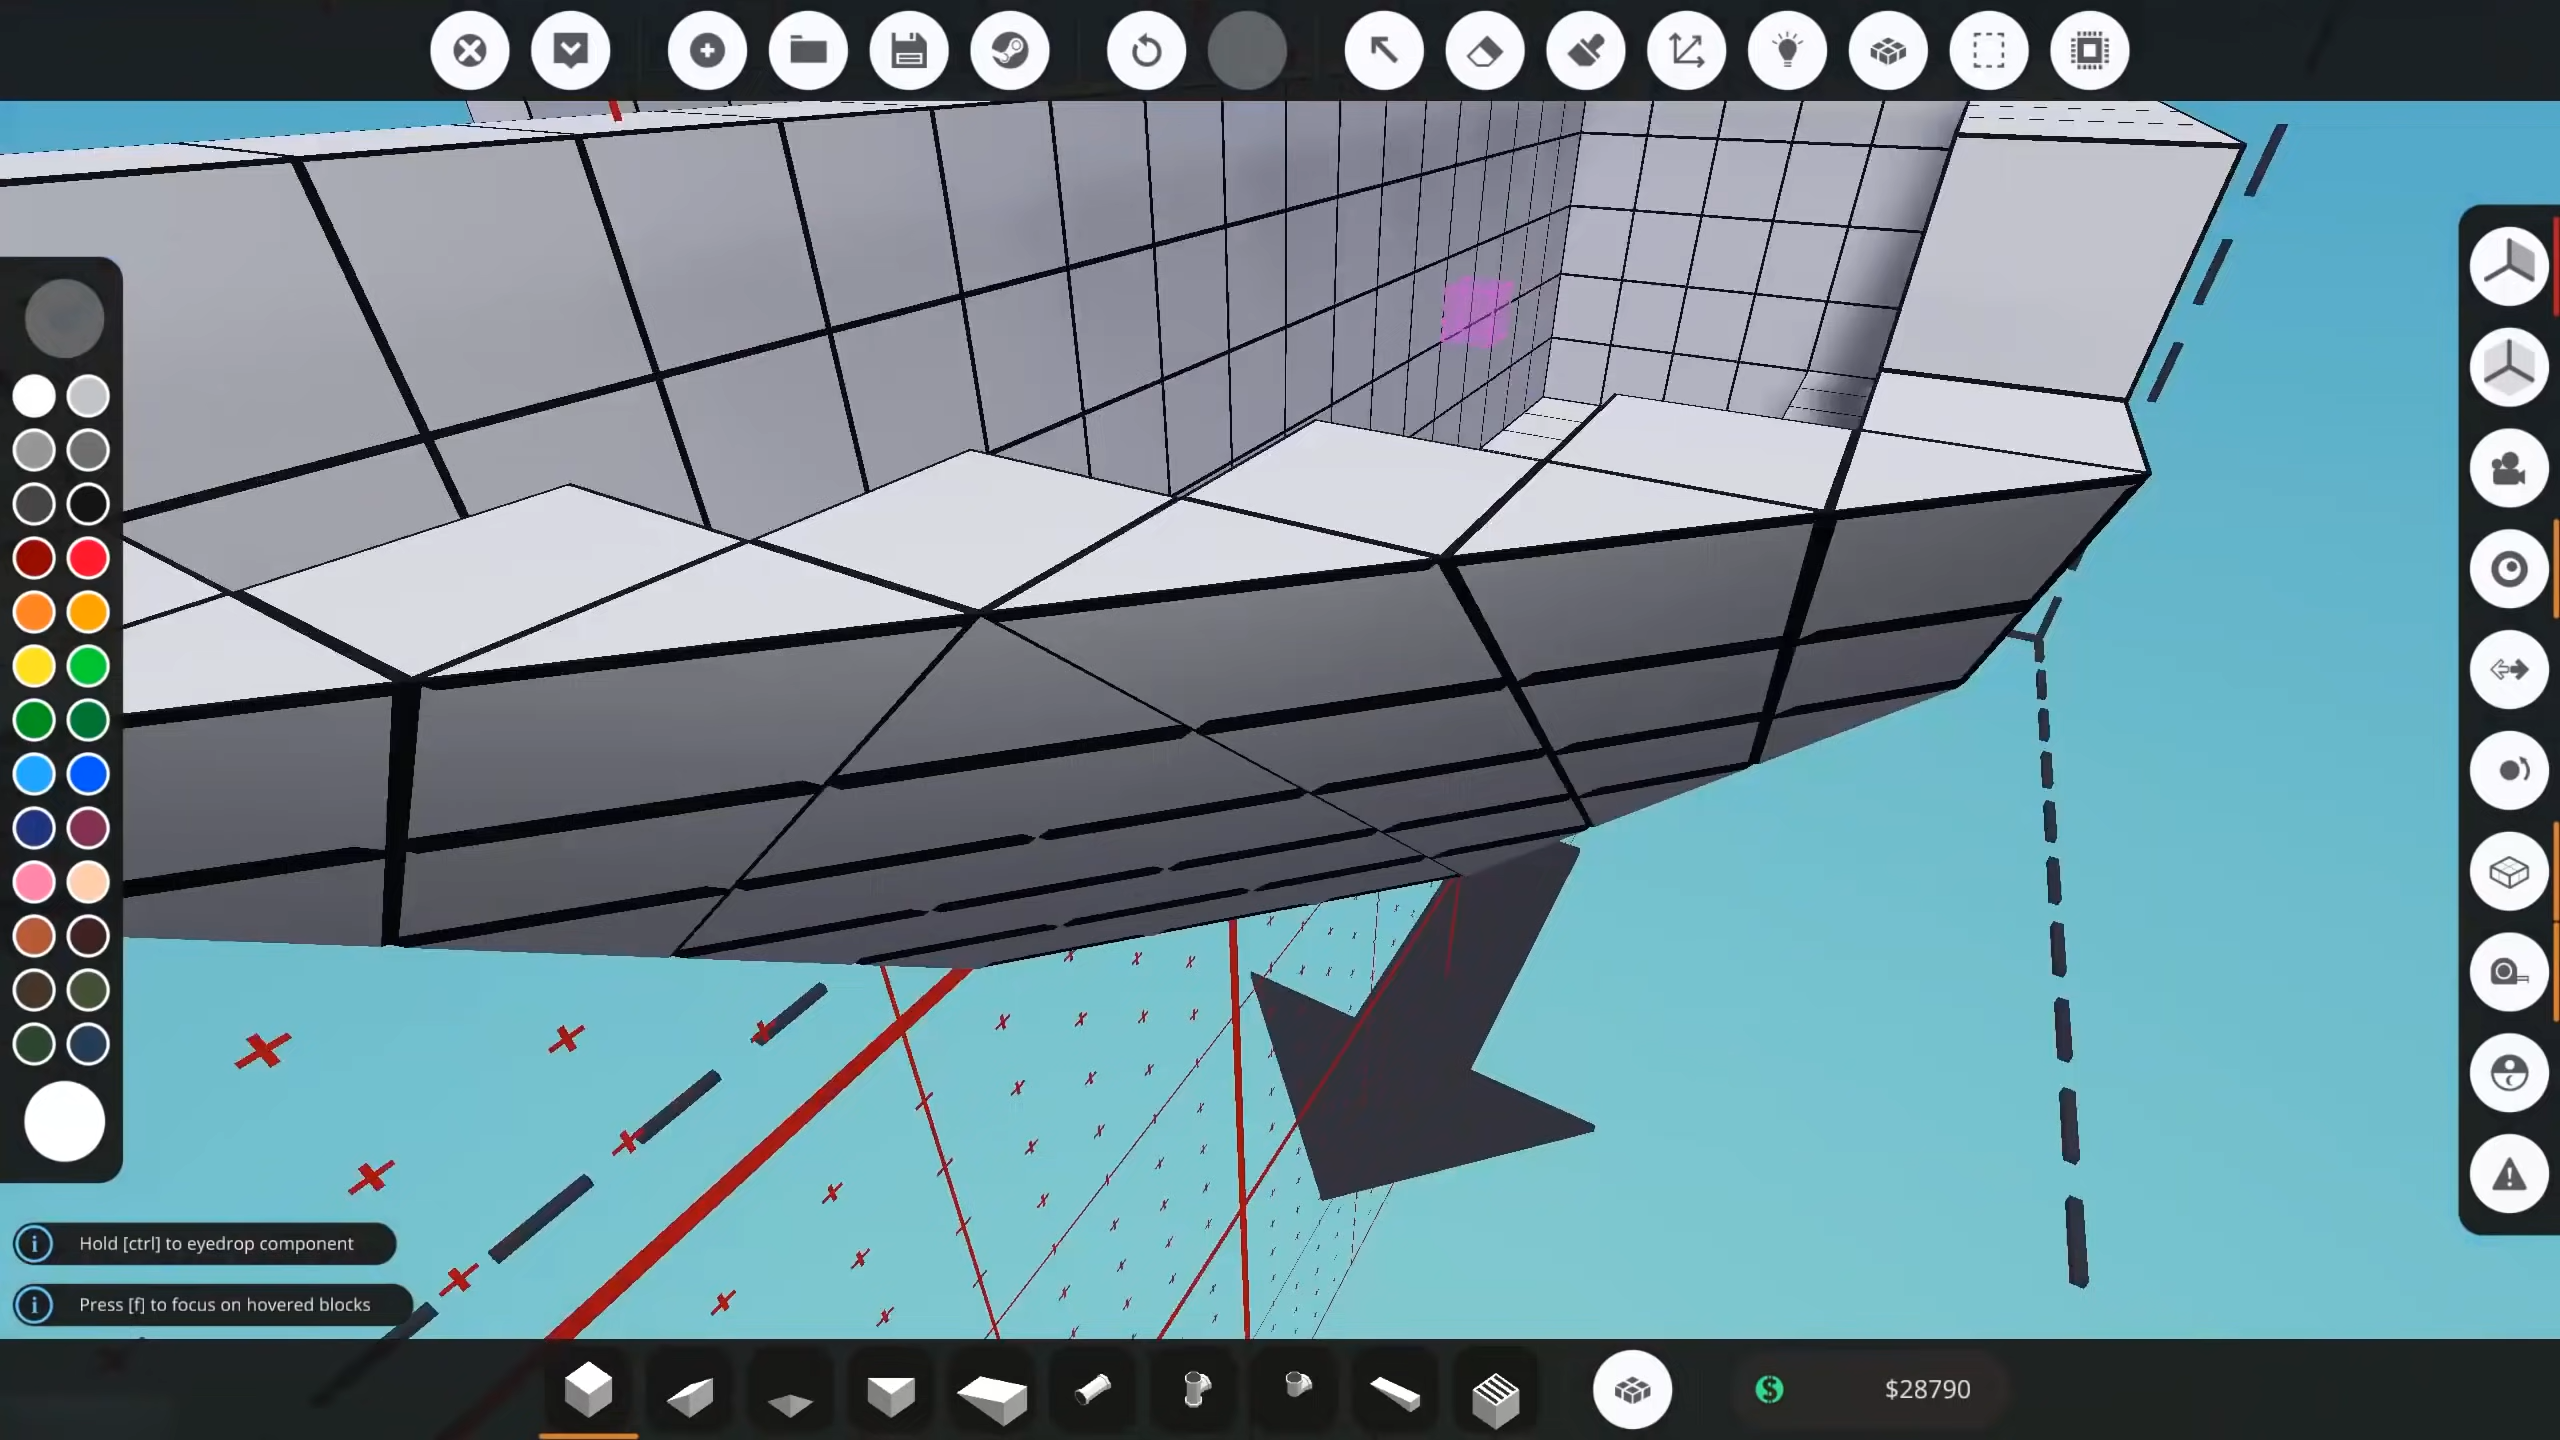 Hold [ctrl] to eyedrop component
Press [f] to focus on hovered blocks
$28790